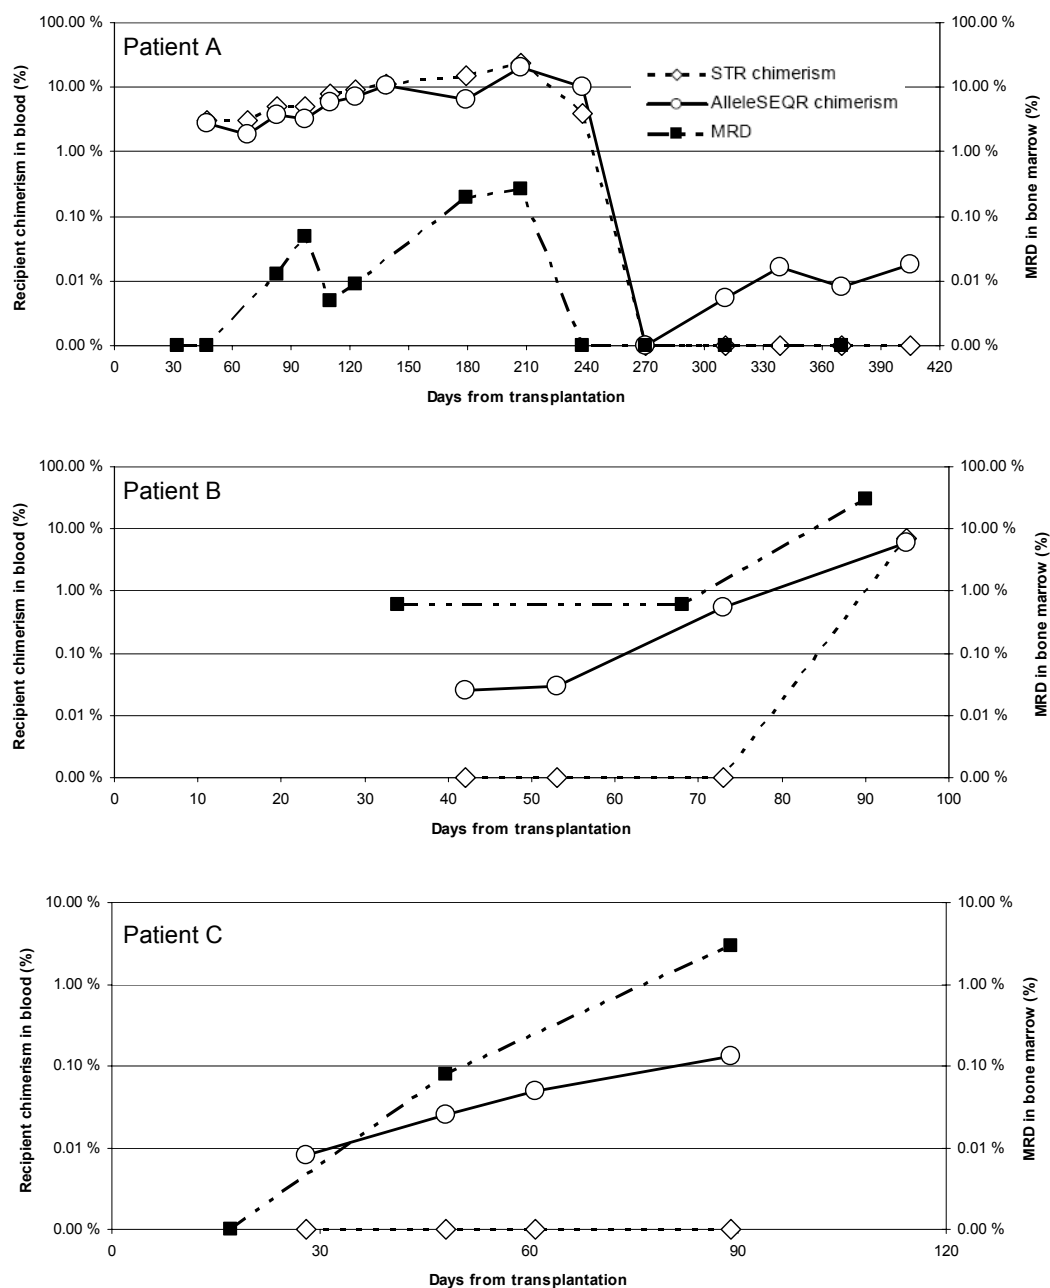 Patient A
100.00 %
10.00 %
1.00 %
0.10 %
0.01 %
0.00 %
Recipient chimerism in blood (%)
STR chimerism
AlleleSEQR chimerism
MRD
100.00 %
10.00 %
1.00 %
0.10 %
0.01 %
0.00 %
MRD in bone marrow (%)
0 30 60 90 120 150 180 210 240 270 300 330 360 390 420
Days from transplantation
Patient B
100.00 %
10.00 %
1.00 %
0.10 %
0.01 %
0.00 %
Recipient chimerism in blood (%)
100.00 %
10.00 %
1.00 %
0.10 %
0.01 %
0.00 %
MRD in bone marrow (%)
0 10 20 30 40 50 60 70 80 90 100
Days from transplantation
Patient C
10.00 %
1.00 %
0.10 %
0.01 %
0.00 %
Recipient chimerism in blood (%)
10.00 %
1.00 %
0.10 %
0.01 %
0.00 %
MRD in bone marrow (%)
0 30 60 90 120
Days from transplantation